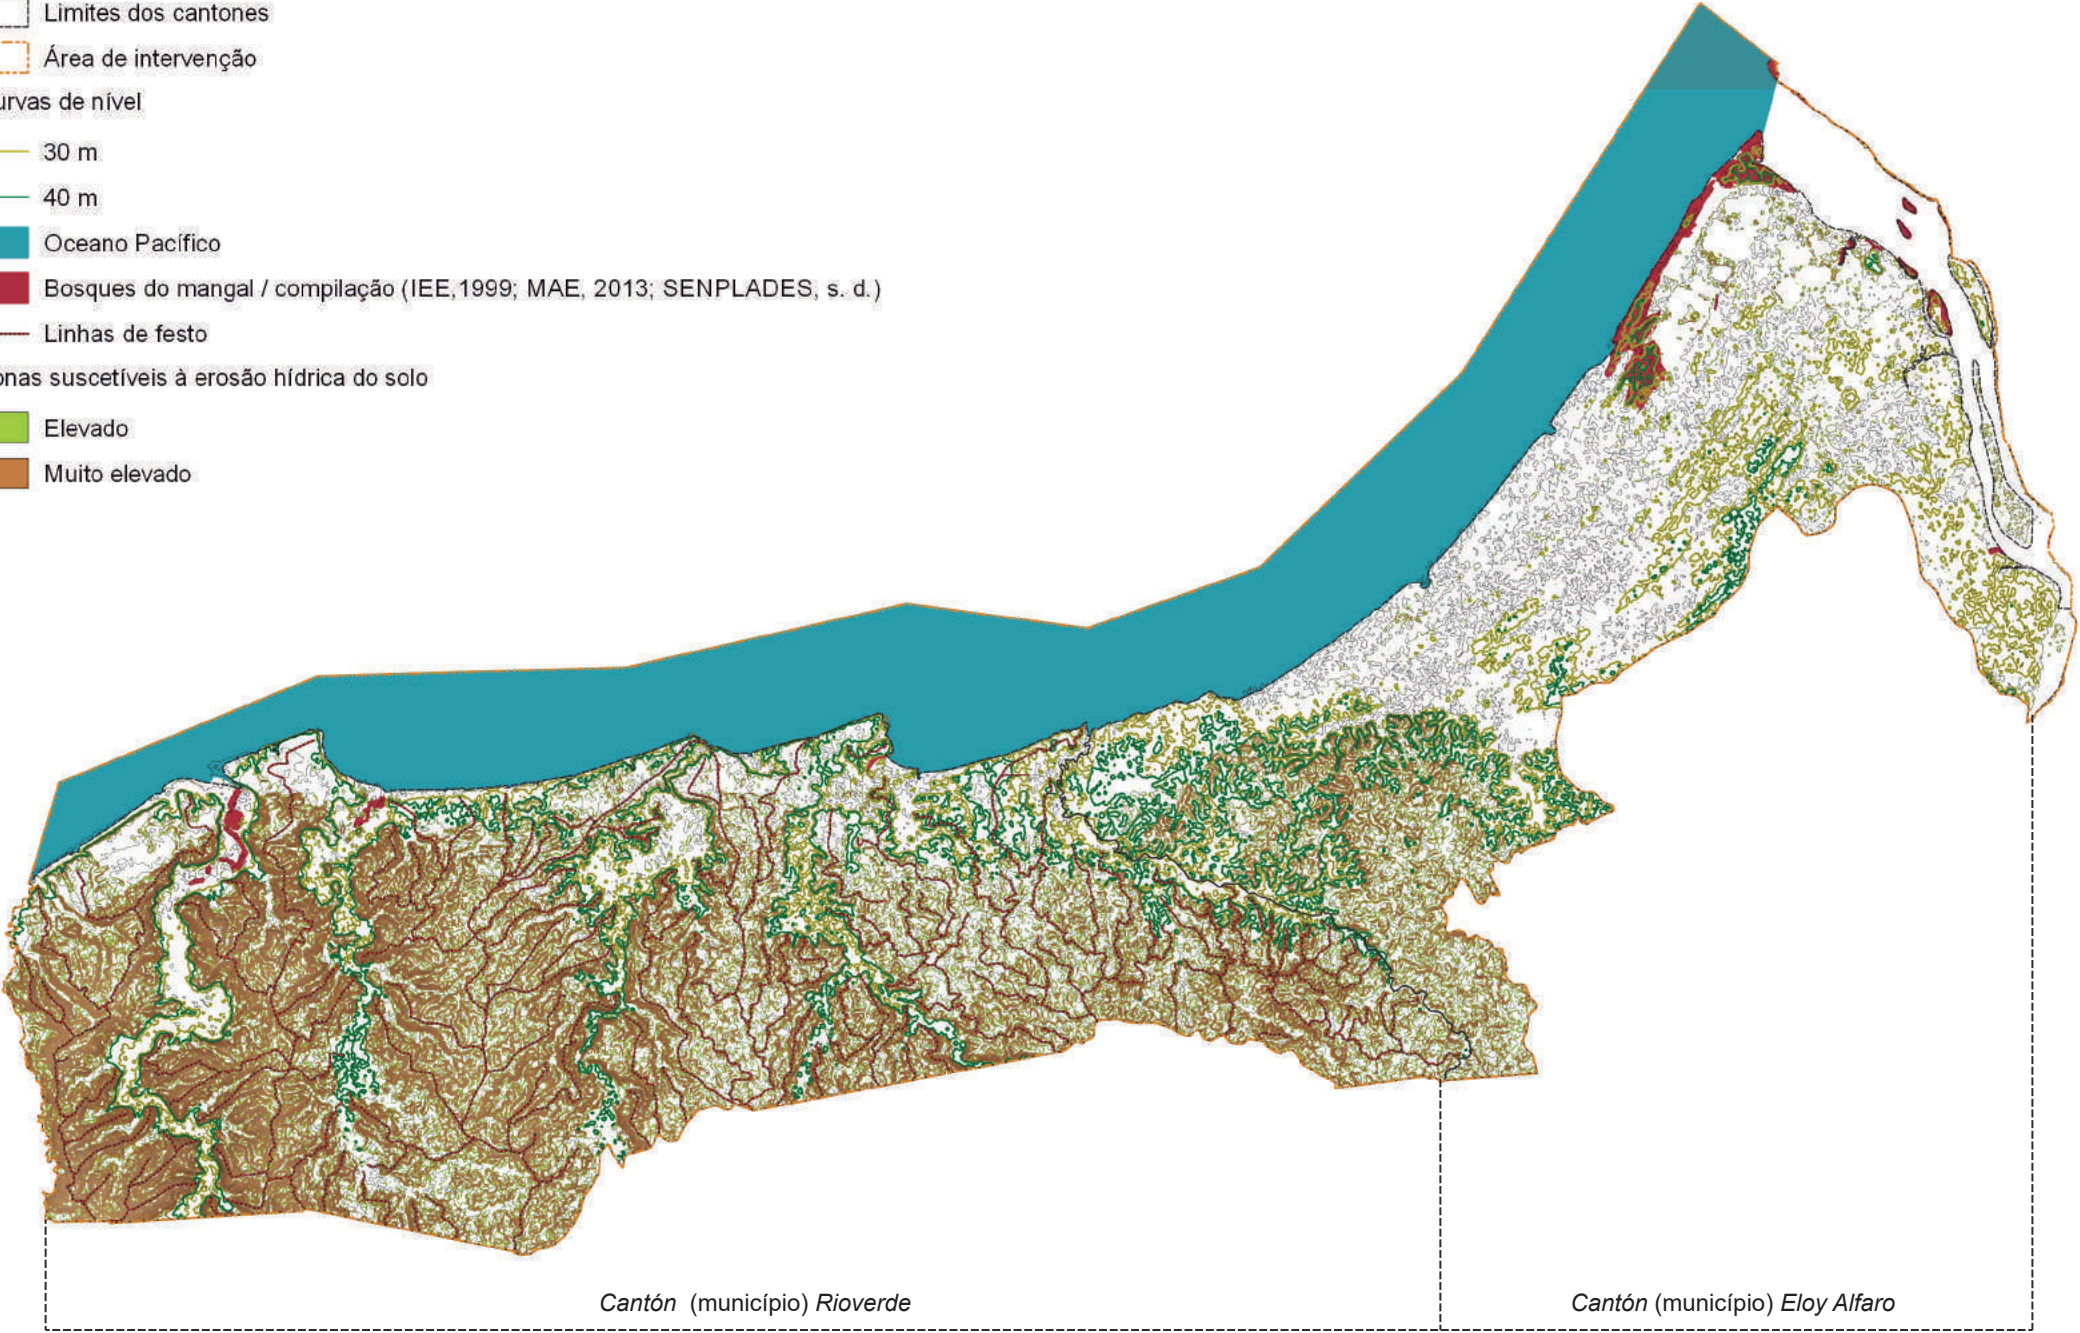 Limites dos cantones
Área de intervenção
urvas de nível
30 m
40 m
Oceano Pacífico
Bosques do mangal / compilação (IEE,1999; MAE, 2013; SENPLADES, s. d.)
Linhas de festo
onas suscetíveis à erosão hídrica do solo
Elevado
Muito elevado
Cantón (município) Rioverde
Cantón (município) Eloy Alfaro